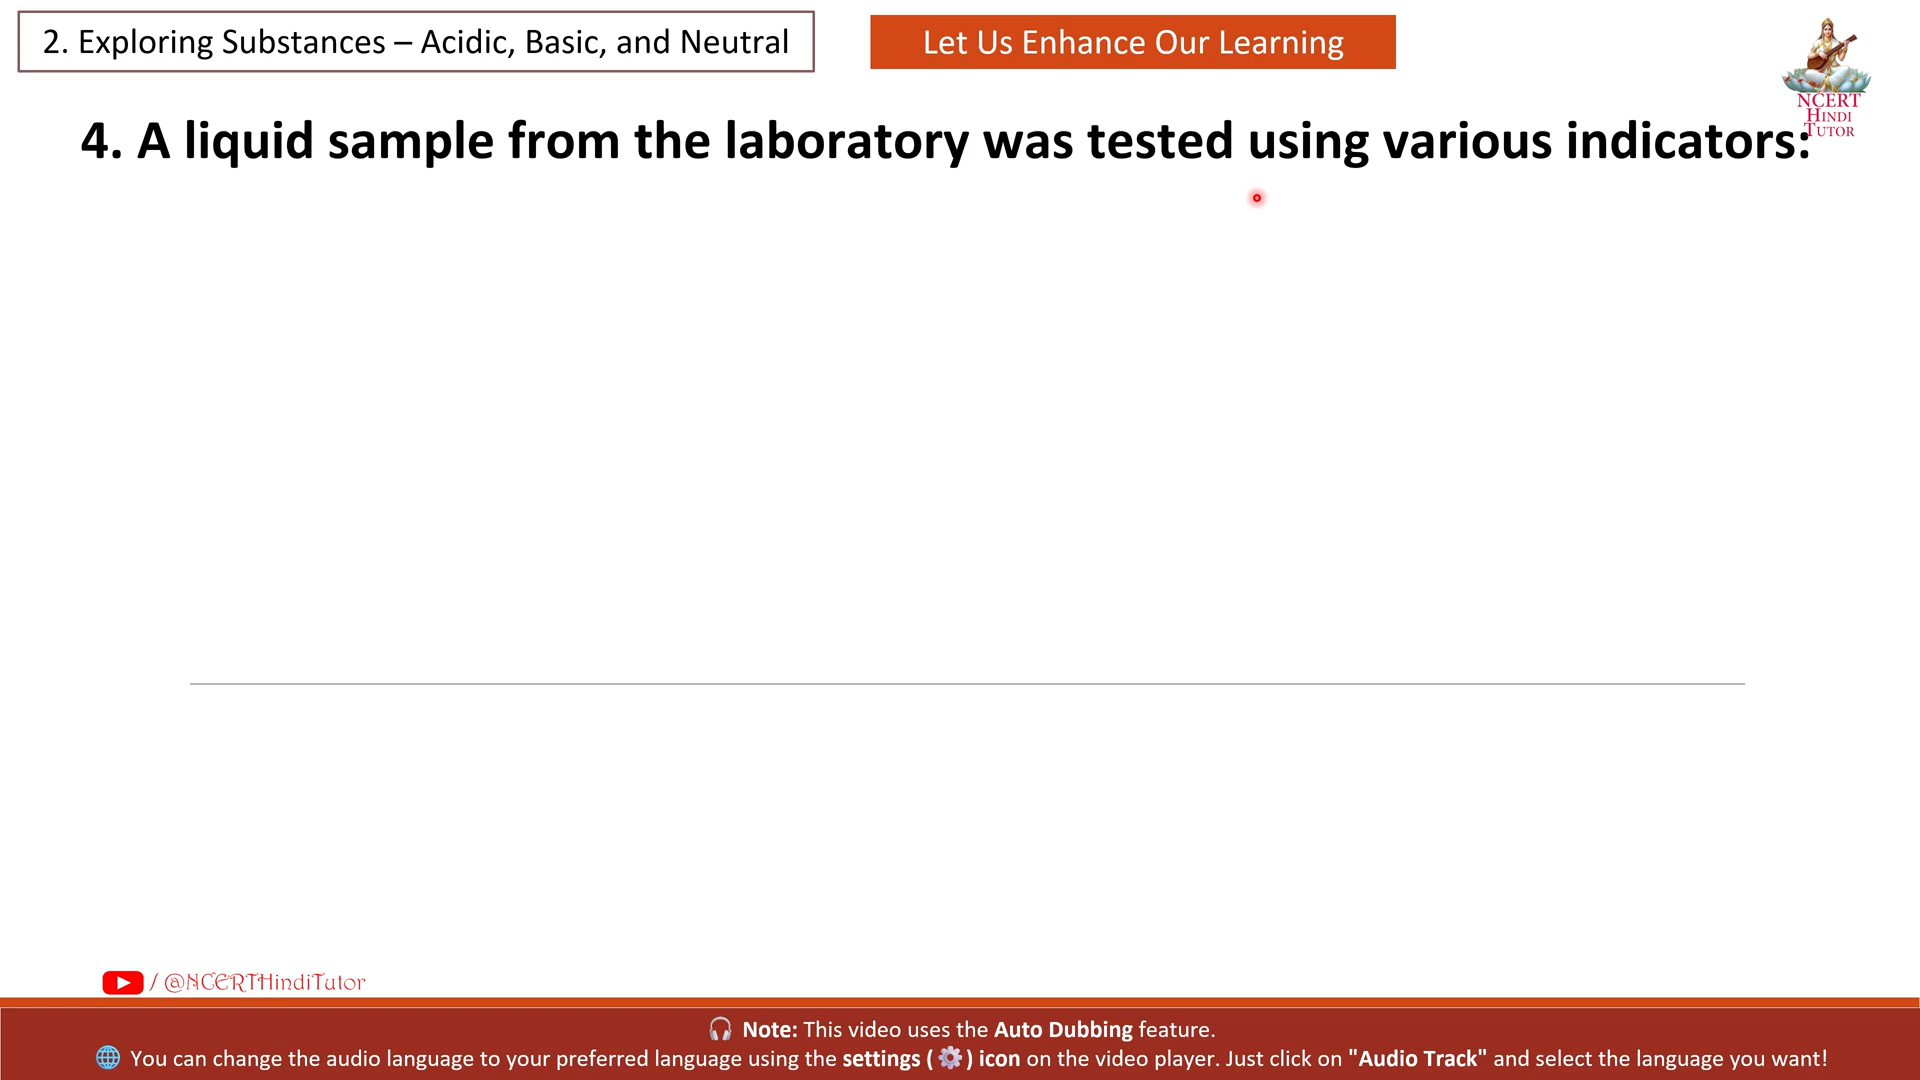 2. Exploring Substances – Acidic, Basic, and Neutral
Let Us Enhance Our Learning
NCERT
HINDI
TUTOR
4. A liquid sample from the laboratory was tested using various indicators:
/ @NCERTHindiTutor
Note: This video uses the Auto Dubbing feature.
You can change the audio language to your preferred language using the settings ( ) icon on the video player. Just click on "Audio Track" and select the language you want!